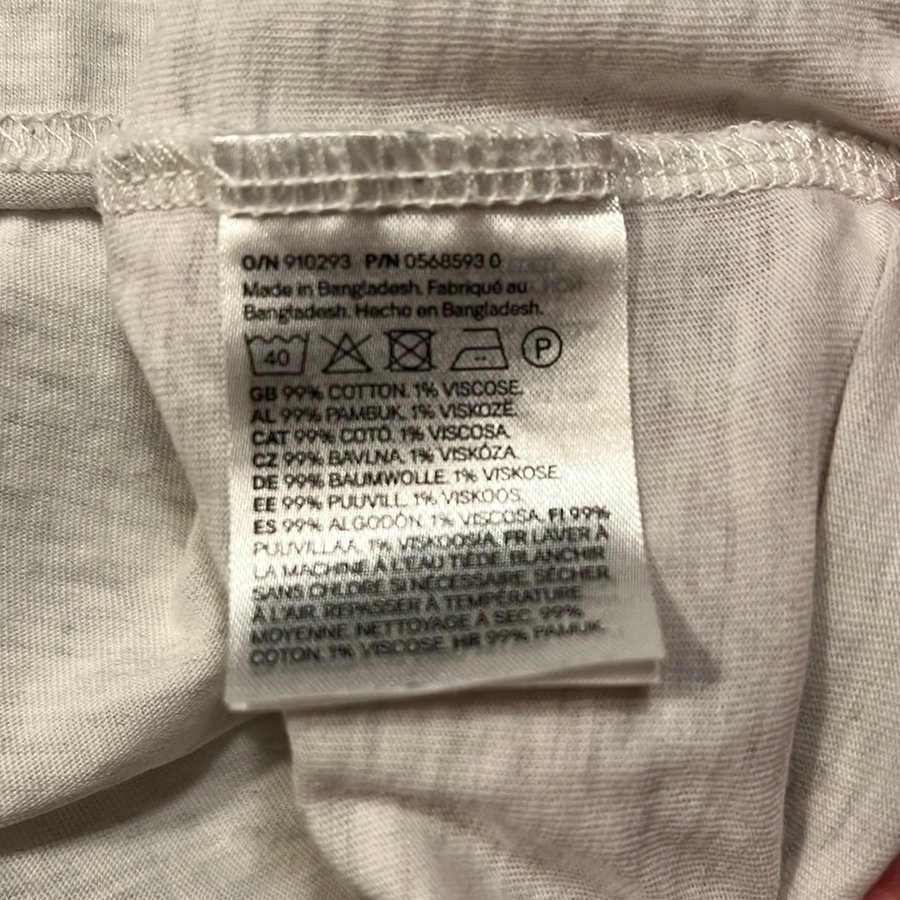 O/N 910293 P/N 0568593 0
Made in Bangladesh. Fabriqué au
Bangladesh. Hecho en Bangladesh.
40 P
GB 99% COTTON. 1% VISCOSE.
AL 99% PAMBUK. 1% VISKOZË.
CAT 99% COTÓ. 1% VISCOSA.
CZ 99% BAVLNA. 1% VISKÓZA.
DE 99% BAUMWOLLE. 1% VISKOSE.
EE 99% PUUVILL. 1% VISKOOS.
ES 99% ALGODÓN. 1% VISCOSA. FI 99%
PUUVILLAA. 1% VISKOOSIA. FR LAVER À
LA MACHINE À L'EAU TIÈDE. BLANCHIR
SANS CHLORE SI NÉCESSAIRE. SÉCHER
À L'AIR. REPASSER À TEMPÉRATURE
MOYENNE. NETTOYAGE À SEC. 99%
COTON. 1% VISCOSE. HR 99% PAMUK.